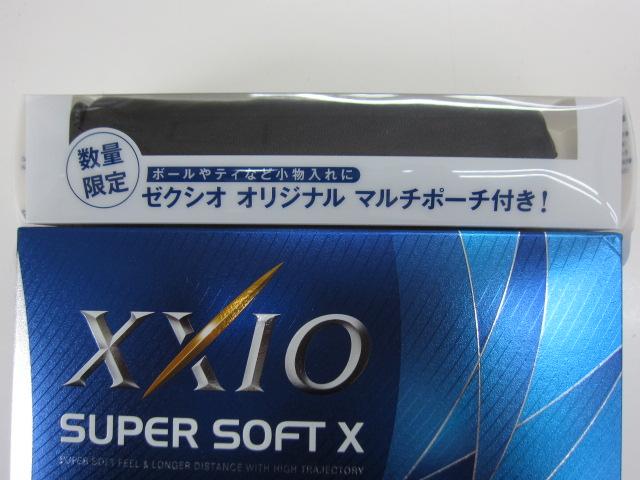 数量
限定
ボールやティなど小物入れに
ゼクシオ オリジナル マルチポーチ付き!
XXIO
SUPER SOFT X
SUPER SOFT FEEL & LONGER DISTANCE WITH HIGH TRAJECTORY